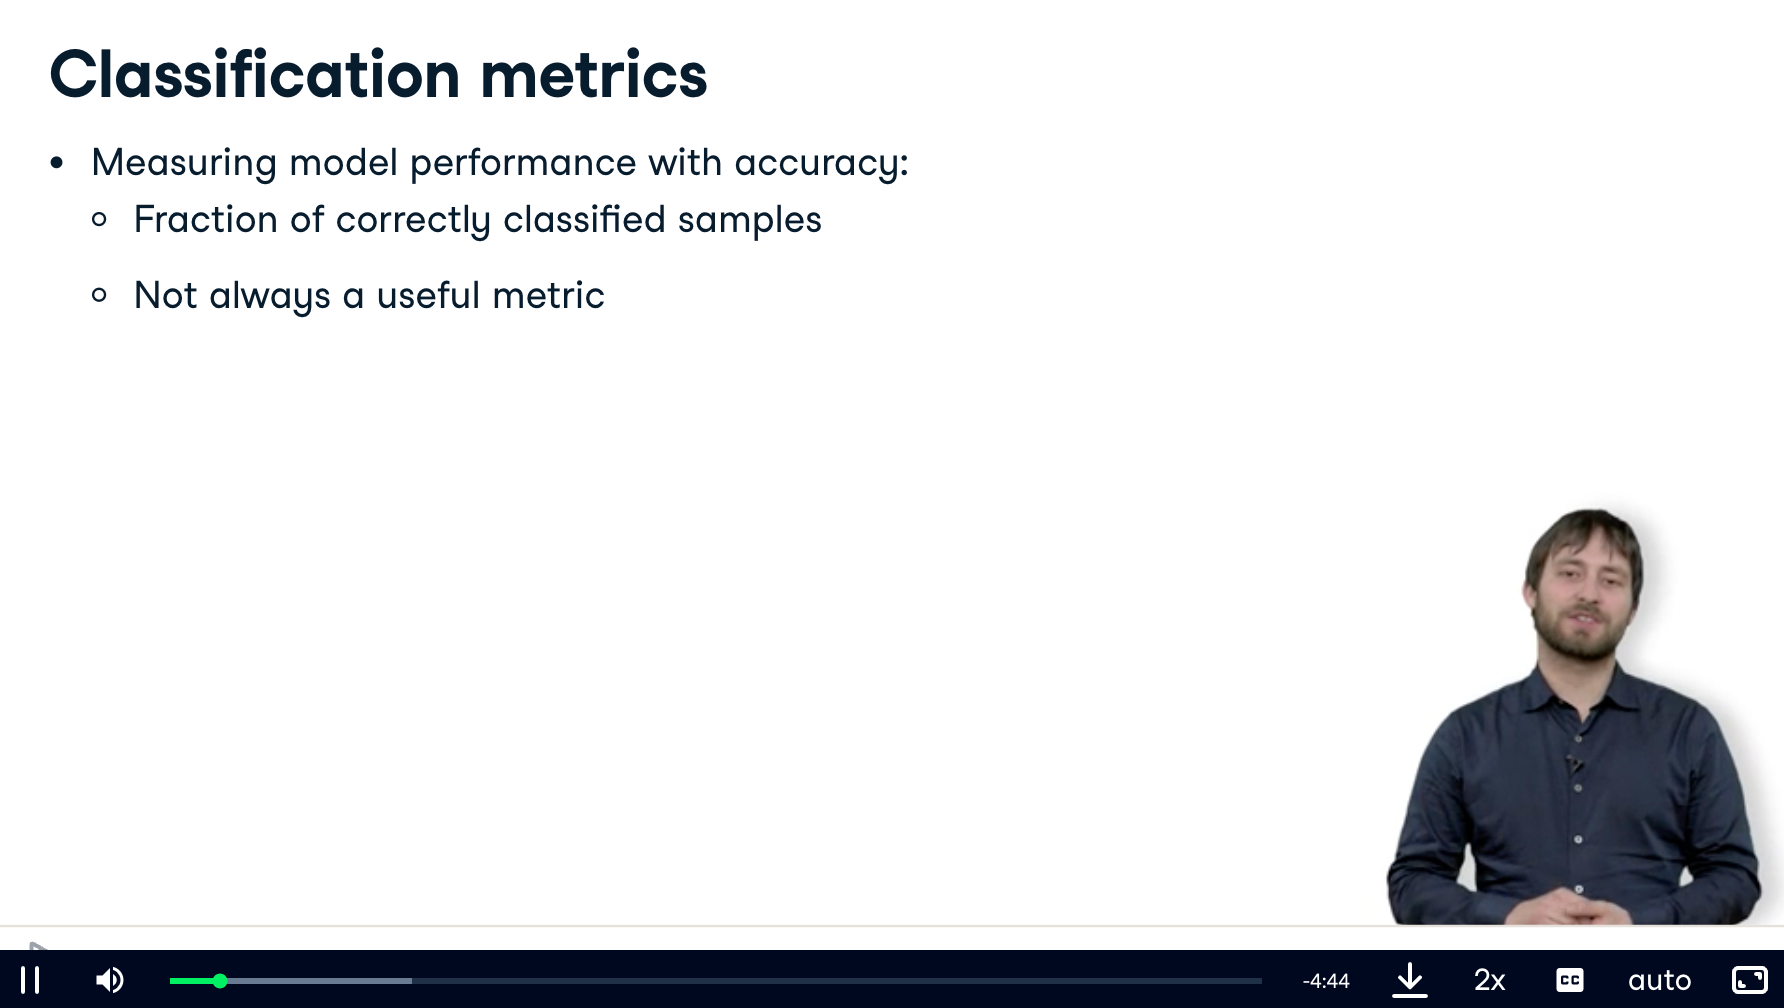 Classification metrics
Measuring model performance with accuracy:
Fraction of correctly classified samples
Not always a useful metric
-4:44
2x
CC
auto